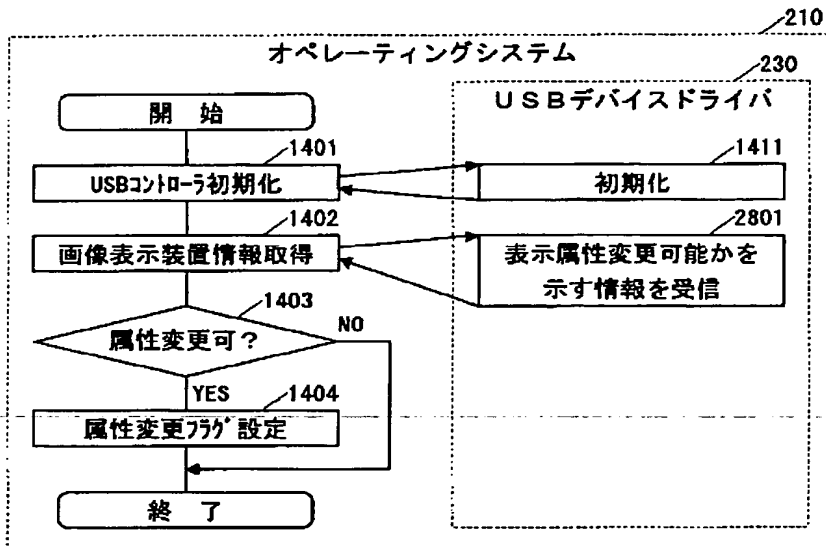 210
オペレーティングシステム
230
USBデバイスドライバ
開 始
1401
USBｺﾝﾄﾛｰﾗ初期化
1411
初期化
1402
画像表示装置情報取得
2801
表示属性変更可能かを
示す情報を受信
1403
属性変更可?
NO
YES
1404
属性変更ﾌﾗｸﾞ設定
終 了